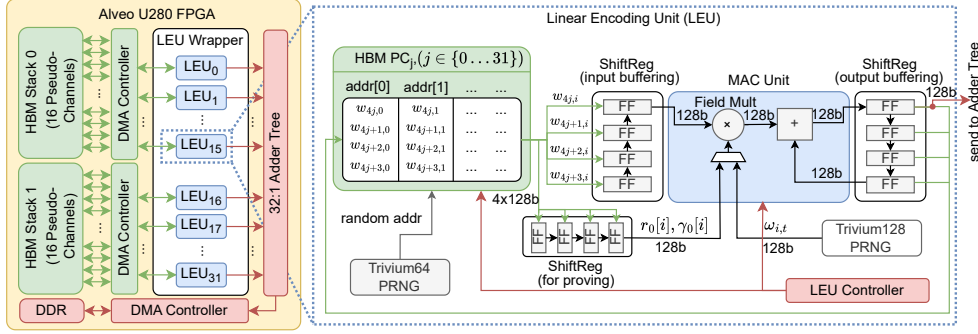 Alveo U280 FPGA
HBM Stack 0
(16 Pseudo-
Channels)
DMA Controller
LEU Wrapper
LEU0
LEU1
...
LEU15
32:1 Adder Tree
HBM Stack 1
(16 Pseudo-
Channels)
DMA Controller
LEU16
LEU17
...
LEU31
DDR
DMA Controller
Linear Encoding Unit (LEU)
HBM PCj,(j ∈ {0 … 31})
addr[0] addr[1] ... ...
w4j,0 w4j,1 ... ...
w4j+1,0 w4j+1,1 ... ...
w4j+2,0 w4j+2,1 ... ...
w4j+3,0 w4j+3,1 ... ...
random addr
Trivium64
PRNG
4x128b
w4j,i
w4j+1,i
w4j+2,i
w4j+3,i
ShiftReg
(input buffering)
FF
FF
FF
FF
FF
FF
FF
FF
ShiftReg
(for proving)
r0[i], γ0[i]
128b
MAC Unit
Field Mult
128b
×
128b
+
128b
128b
ωi,t
128b
Trivium128
PRNG
LEU Controller
ShiftReg
(output buffering)
128b
FF
FF
FF
FF
send to Adder Tree